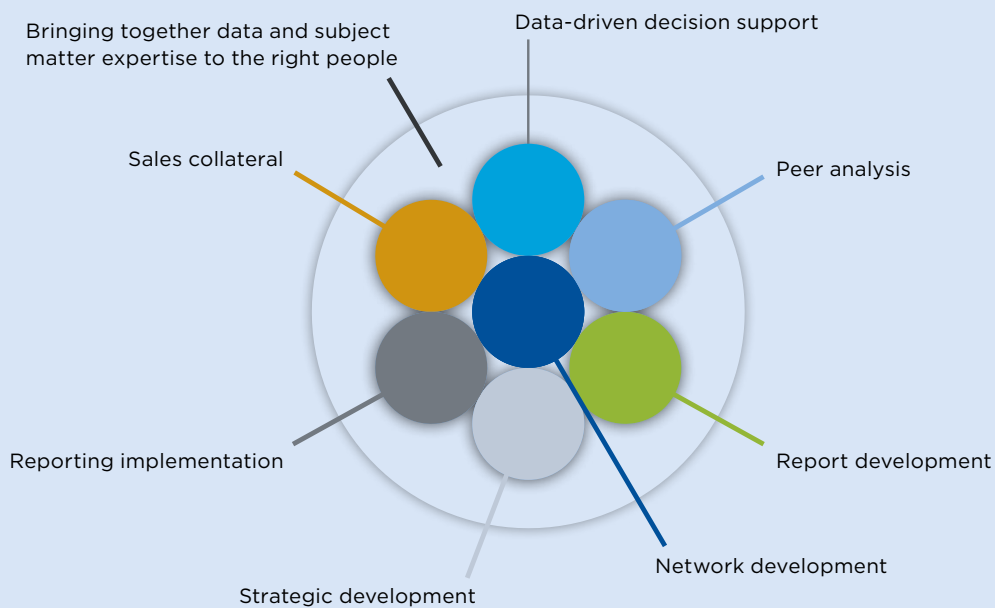 Bringing together data and subject
matter expertise to the right people
Data-driven decision support
Sales collateral
Peer analysis
Reporting implementation
Report development
Network development
Strategic development